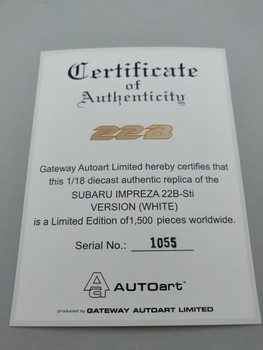 Certificate
of
Authenticity
22B
Gateway Autoart Limited hereby certifies that
this 1/18 diecast authentic replica of the
SUBARU IMPREZA 22B-Sti
VERSION (WHITE)
is a Limited Edition of1,500 pieces worldwide.
Serial No.: 1055
AUTOart™
produced by GATEWAY AUTOART LIMITED